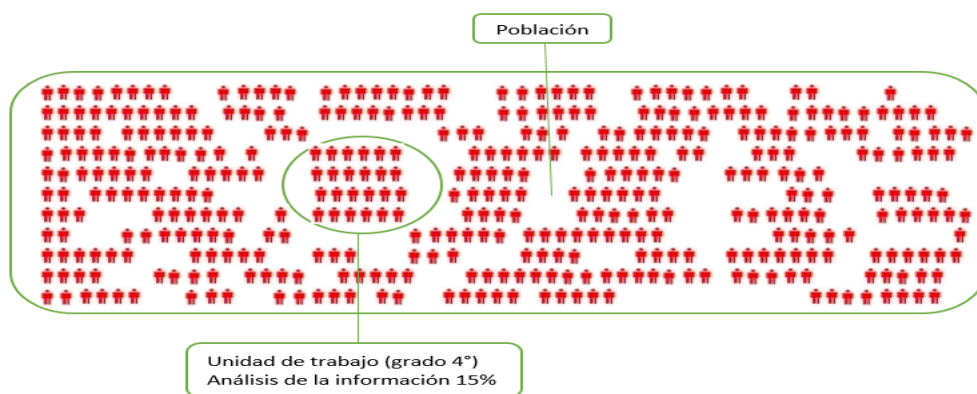 Población
Unidad de trabajo (grado 4°)
Análisis de la información 15%